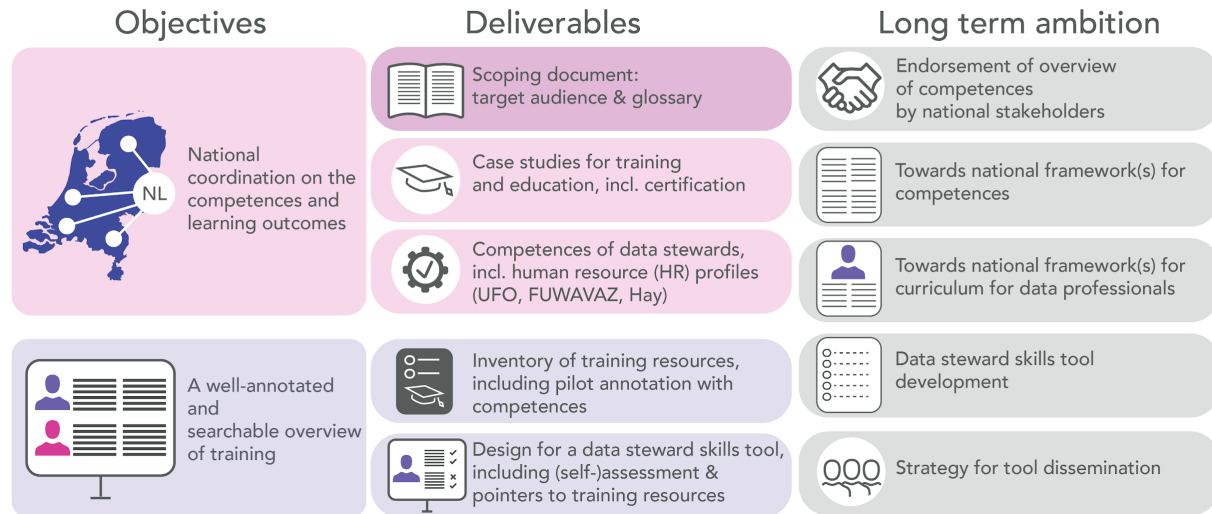 Objectives
NL
National
coordination on the
competences and
learning outcomes
A well-annotated
and
searchable overview
of training
Deliverables
Scoping document:
target audience & glossary
Case studies for training
and education, incl. certification
Competences of data stewards,
incl. human resource (HR) profiles
(UFO, FUWAVAZ, Hay)
Inventory of training resources,
including pilot annotation with
competences
Design for a data steward skills tool,
including (self-)assessment &
pointers to training resources
Long term ambition
Endorsement of overview
of competences
by national stakeholders
Towards national framework(s) for
competences
Towards national framework(s) for
curriculum for data professionals
Data steward skills tool
development
Strategy for tool dissemination